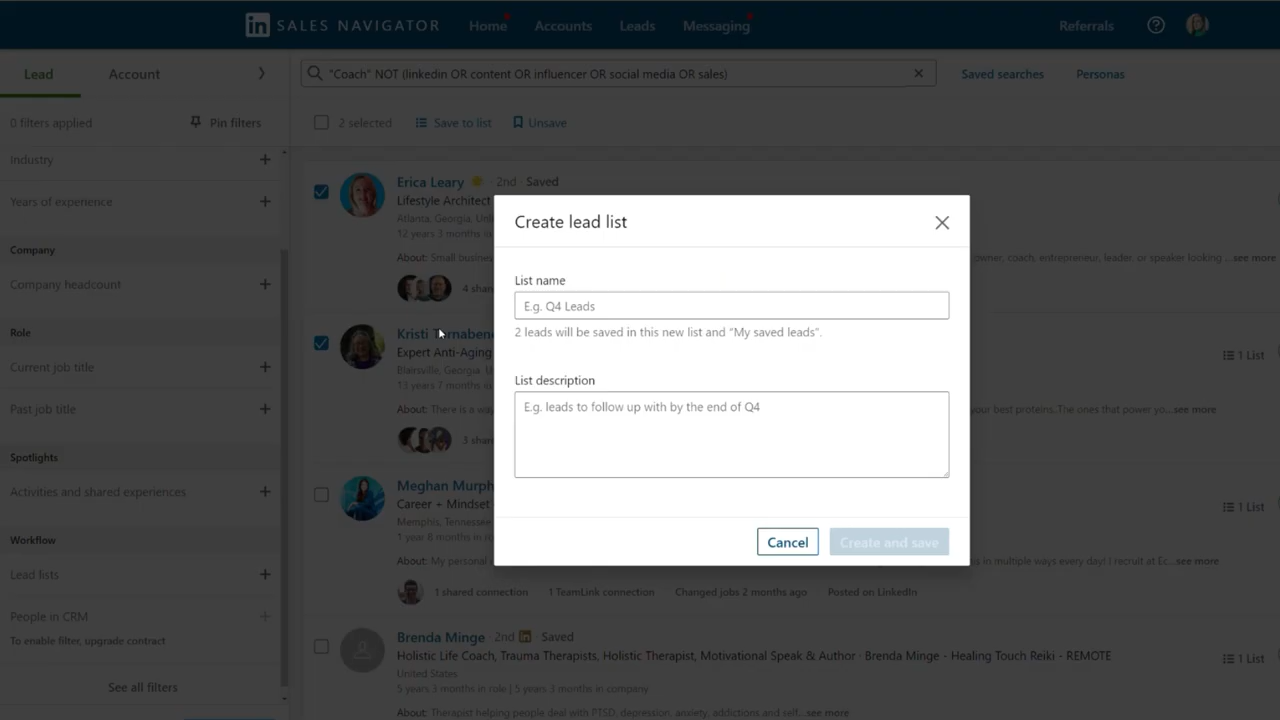 in SALES NAVIGATOR
Home
Accounts
Leads
Messaging
Referrals
Lead
Account
"Coach" NOT (linkedin OR content OR influencer OR social media OR sales)
Saved searches
Personas
0 filters applied
Pin filters
2 selected
Save to list
Unsave
Industry
Years of experience
Company
Company headcount
Role
Current job title
Past job title
Spotlights
Activities and shared experiences
Workflow
Lead lists
People in CRM
To enable filter, upgrade contract
See all filters
Erica Leary 2nd · Saved
Lifestyle Architect
Atlanta, Georgia,
12 years 3 months in
About: Small owner, coach, entrepreneur, leader, or speaker looking ...see more
4
Kristi
Expert Anti-Aging
Blairsville, Georgia,
13 years 7 months
About: There is a your best proteins. The ones that power yo...see more
3
1 List
Meghan
Career + Mindset
Memphis, Tennessee
1 year 8 months in
About: My personal in multiple ways every day! I recruit at Ec...see more
1 shared connection
1 TeamLink connection
Changed jobs 2 months ago
Posted on LinkedIn
1 List
Brenda Minge · 2nd in · Saved
Holistic Life Coach, Trauma Therapists, Holistic Therapist, Motivational Speak & Author · Brenda Minge - Healing Touch Reiki - REMOTE
United States
5 years 3 months in role | 5 years 3 months in company
About: Therapist helping people deal with PTSD, depression, anxiety, addictions and self...see more
1 List
Create lead list
List name
E.g. Q4 Leads
2 leads will be saved in this new list and “My saved leads”.
List description
E.g. leads to follow up with by the end of Q4
Cancel
Create and save